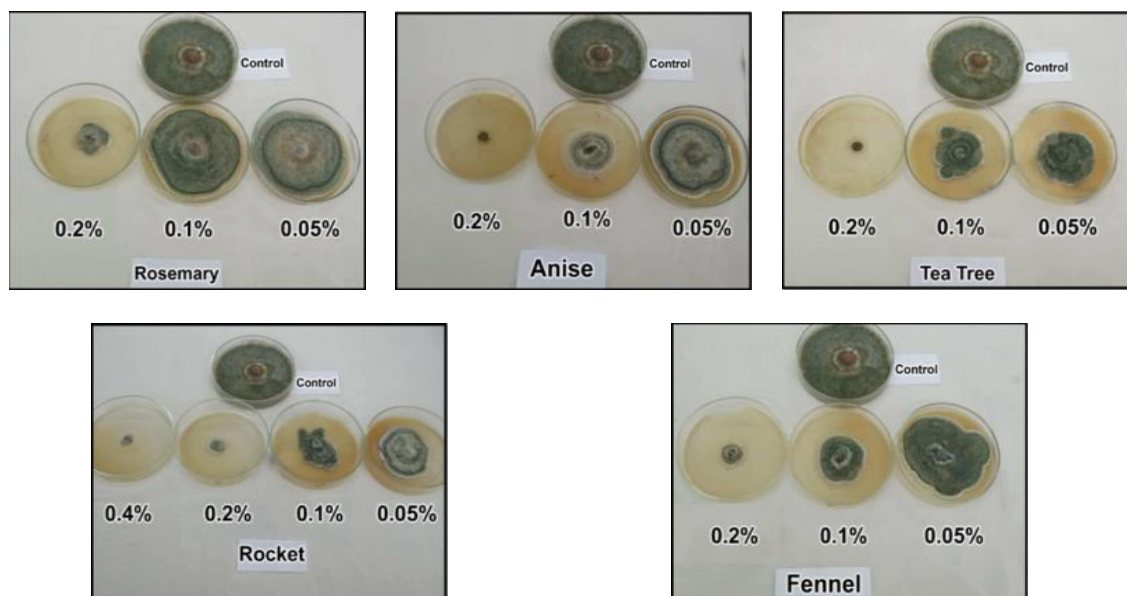 Control
0.2% 0.1% 0.05%
Rosemary
Control
0.2% 0.1% 0.05%
Anise
Control
0.2% 0.1% 0.05%
Tea Tree
Control
0.4% 0.2% 0.1% 0.05%
Rocket
Control
0.2% 0.1% 0.05%
Fennel